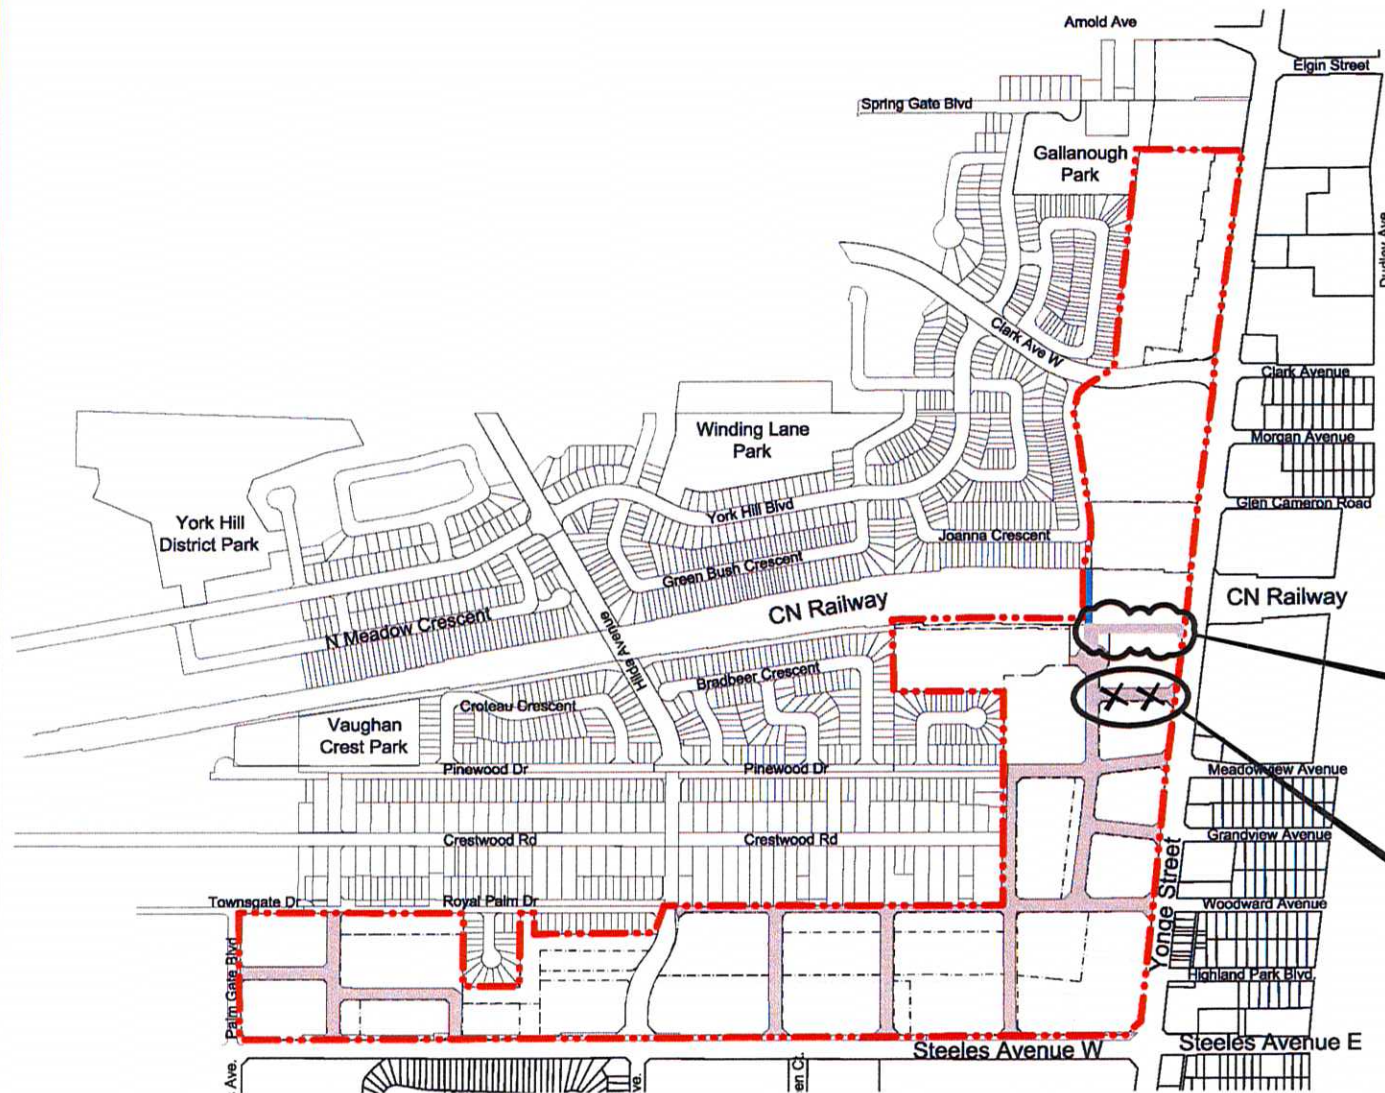 Arnold Ave
Elgin Street
Spring Gate Blvd
Gallanough
Park
Dudley Ave
Clark Ave W
Clark Avenue
Winding Lane
Park
Morgan Avenue
York Hill
District Park
York Hill Blvd
Glen Cameron Road
Joanna Crescent
Green Bush Crescent
CN Railway
CN Railway
N Meadow Crescent
Hilda Avenue
Bradbeer Crescent
Croteau Crescent
X X
Vaughan
Crest Park
Pinewood Dr
Pinewood Dr
Meadowview Avenue
Crestwood Rd
Crestwood Rd
Grandview Avenue
Yonge Street
Townsgate Dr
Royal Palm Dr
Woodward Avenue
Palm Gate Blvd
Highland Park Blvd
Steeles Avenue W
Steeles Avenue E
Ave.
ve.
en Ct.